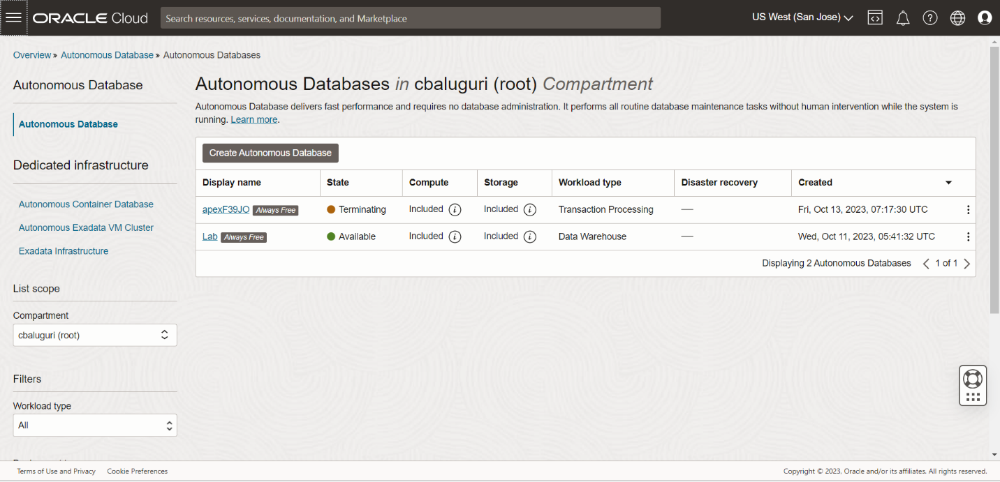 ORACLE Cloud
Search resources, services, documentation, and Marketplace
US West (San Jose)
Overview » Autonomous Database » Autonomous Databases
Autonomous Database
Autonomous Database
Dedicated infrastructure
Autonomous Container Database
Autonomous Exadata VM Cluster
Exadata Infrastructure
List scope
Compartment
cbaluguri (root)
Filters
Workload type
All
Autonomous Databases in cbaluguri (root) Compartment
Autonomous Database delivers fast performance and requires no database administration. It performs all routine database maintenance tasks without human intervention while the system is
running. Learn more.
Create Autonomous Database
Display name State Compute Storage Workload type Disaster recovery Created
apexF39JO Always Free Terminating Included i Included i Transaction Processing — Fri, Oct 13, 2023, 07:17:30 UTC
Lab Always Free Available Included i Included i Data Warehouse — Wed, Oct 11, 2023, 05:41:32 UTC
Displaying 2 Autonomous Databases < 1 of 1 >
Terms of Use and Privacy Cookie Preferences
Copyright © 2023, Oracle and/or its affiliates. All rights reserved.